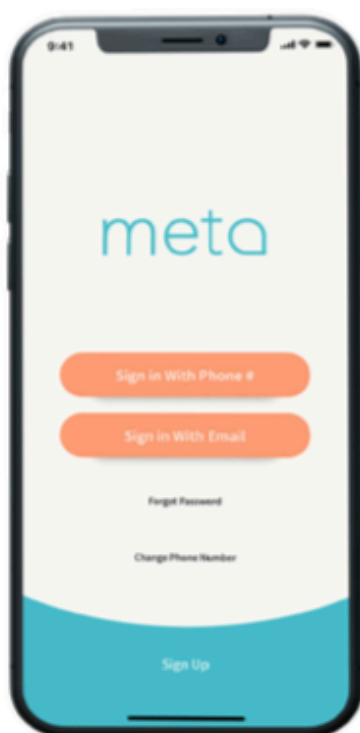 9:41
meta
Sign in With Phone #
Sign in With Email
Forgot Password
Change Phone Number
Sign Up